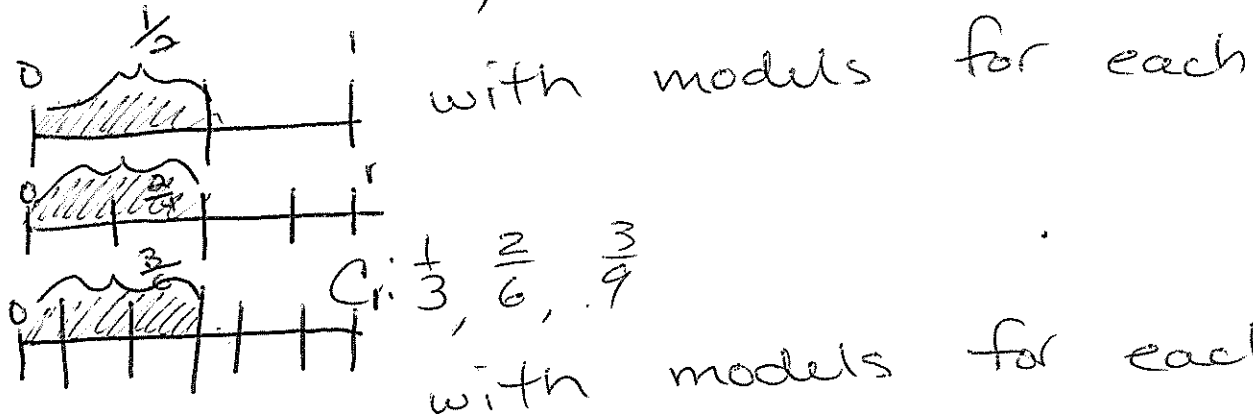 1/2
0 1
with models for each
0 2/4 1
3/6
0
C. 1/3, 2/6, 3/9
with models for each